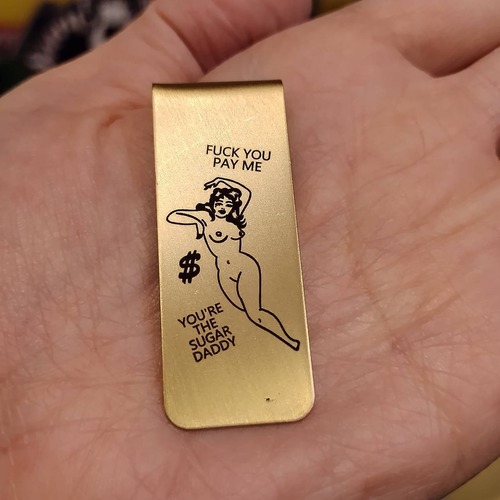 FUCK YOU
PAY ME
$
YOU'RE
THE
SUGAR
DADDY